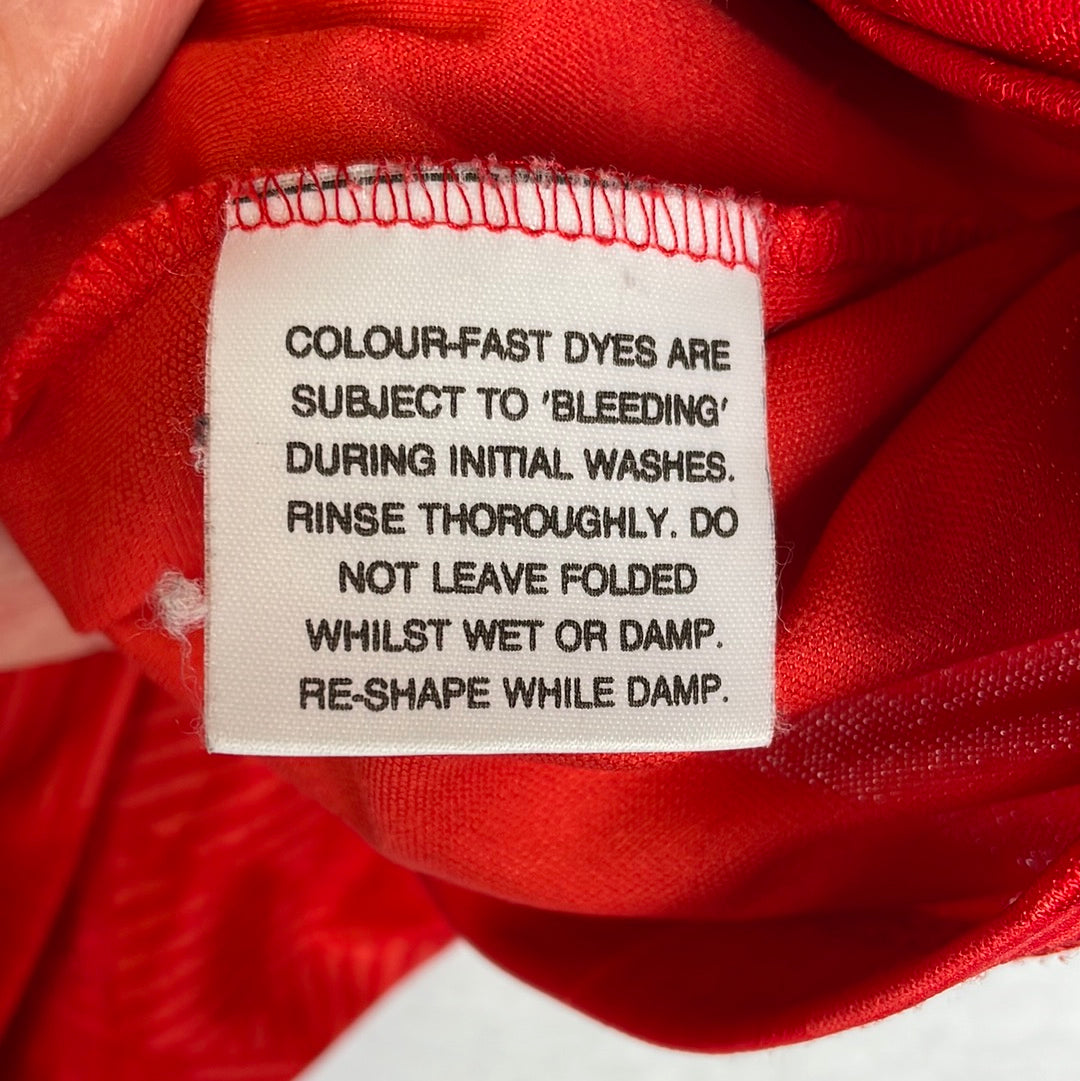 COLOUR-FAST DYES ARE
SUBJECT TO 'BLEEDING'
DURING INITIAL WASHES.
RINSE THOROUGHLY. DO
NOT LEAVE FOLDED
WHILST WET OR DAMP.
RE-SHAPE WHILE DAMP.